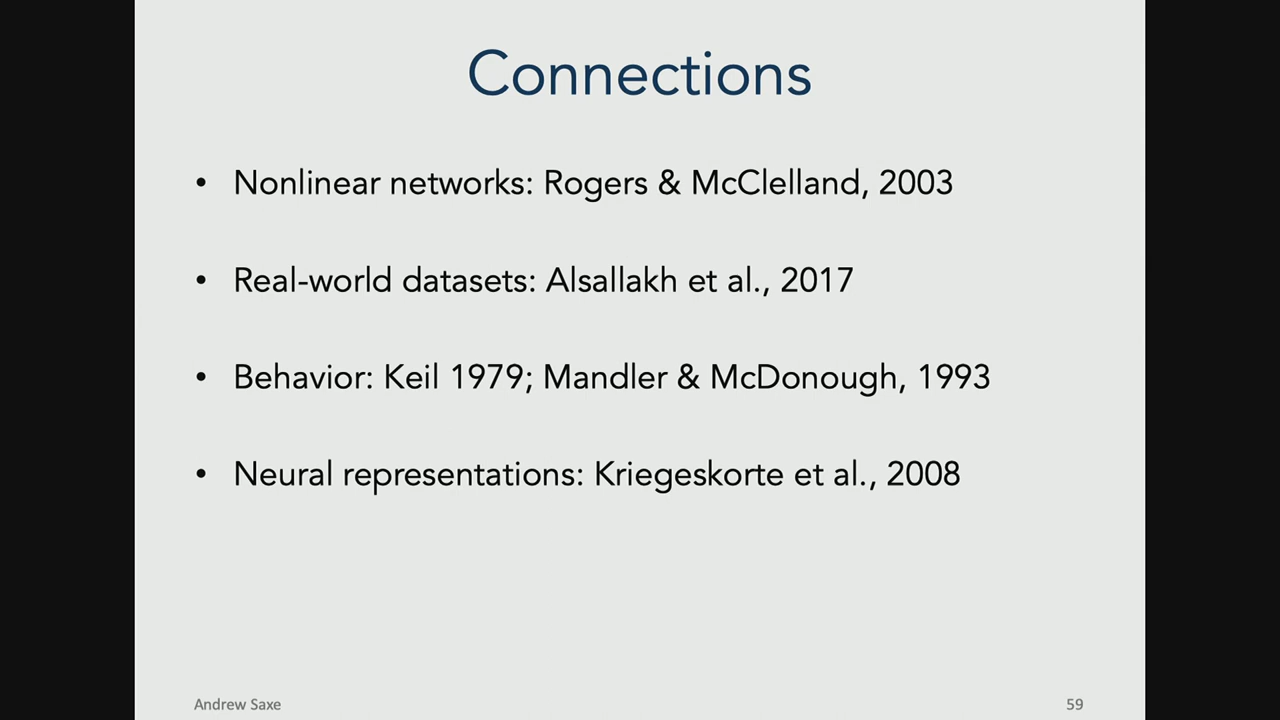 Connections
• Nonlinear networks: Rogers & McClelland, 2003
• Real-world datasets: Alsallakh et al., 2017
• Behavior: Keil 1979; Mandler & McDonough, 1993
• Neural representations: Kriegeskorte et al., 2008
Andrew Saxe
59